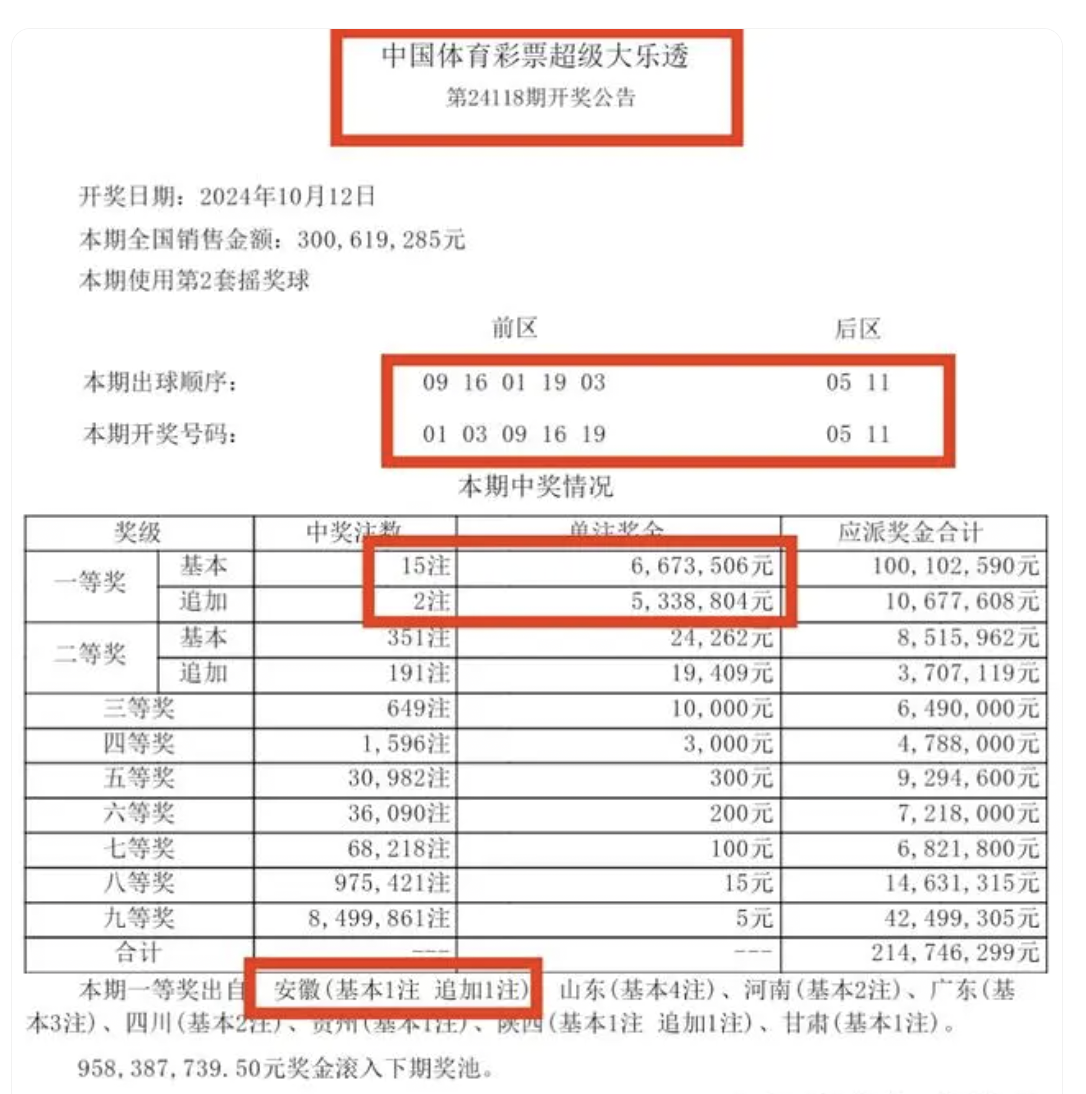 中国体育彩票超级大乐透
第24118期开奖公告
开奖日期：2024年10月12日
本期全国销售金额：300,619,285元
本期使用第2套摇奖球
前区 后区
本期出球顺序： 09 16 01 19 03 05 11
本期开奖号码： 01 03 09 16 19 05 11
本期中奖情况
奖级 中奖注数 单注奖金 应派奖金合计
一等奖 基本 15注 6,673,506元 100,102,590元
追加 2注 5,338,804元 10,677,608元
二等奖 基本 351注 24,262元 8,515,962元
追加 191注 19,409元 3,707,119元
三等奖 649注 10,000元 6,490,000元
四等奖 1,596注 3,000元 4,788,000元
五等奖 30,982注 300元 9,294,600元
六等奖 36,090注 200元 7,218,000元
七等奖 68,218注 100元 6,821,800元
八等奖 975,421注 15元 14,631,315元
九等奖 8,499,861注 5元 42,499,305元
合计 --- --- 214,746,299元
本期一等奖出自 安徽(基本1注 追加1注) 山东(基本4注)、河南(基本2注)、广东(基
本3注)、四川(基本2注)、贵州(基本1注)、陕西(基本1注 追加1注)、甘肃(基本1注)。
958,387,739.50元奖金滚入下期奖池。